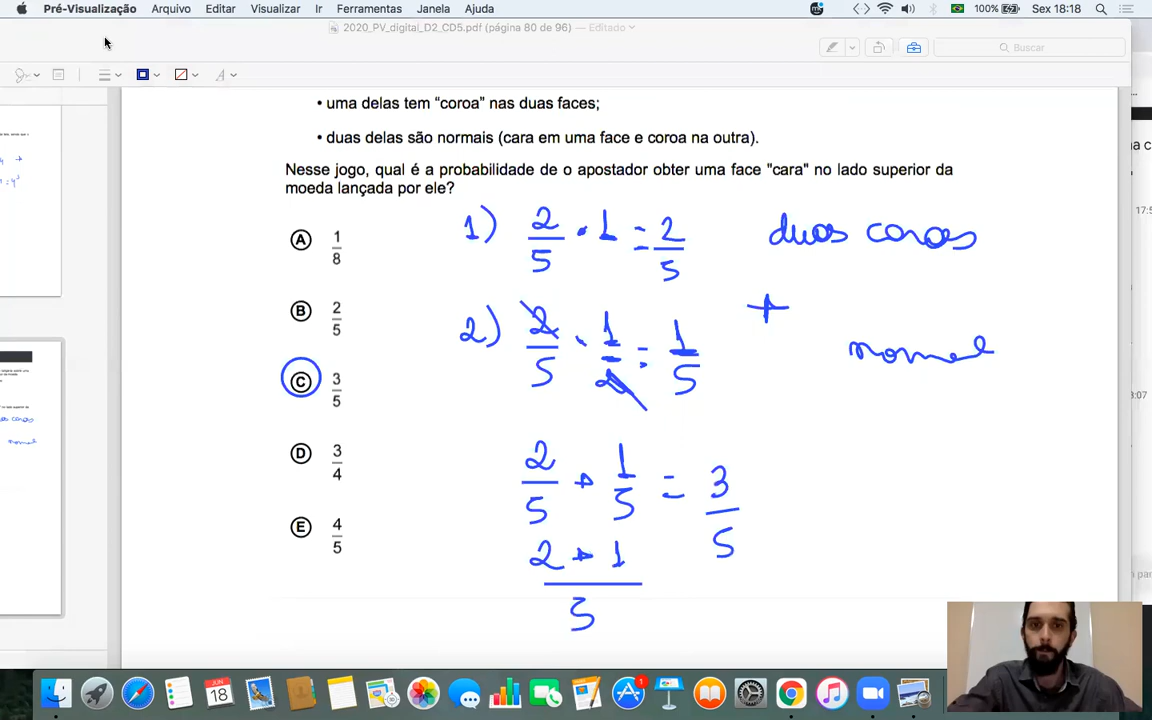 Pré-Visualização Arquivo Editar Visualizar Ir Ferramentas Janela Ajuda 100% Sex 18:18
2020_PV_digital_D2_CD5.pdf (página 80 de 96) — Editado
Buscar
• uma delas tem “coroa” nas duas faces;
• duas delas são normais (cara em uma face e coroa na outra).
Nesse jogo, qual é a probabilidade de o apostador obter uma face "cara" no lado superior da
moeda lançada por ele?
A 1/8
B 2/5
C 3/5
D 3/4
E 4/5
1) 2/5 · 1 = 2/5 duas caras
+
2) 2/5 · 1/2 = 1/5 normal
2/5 + 1/5 = 3/5
2 + 1
5
JUN
18
1